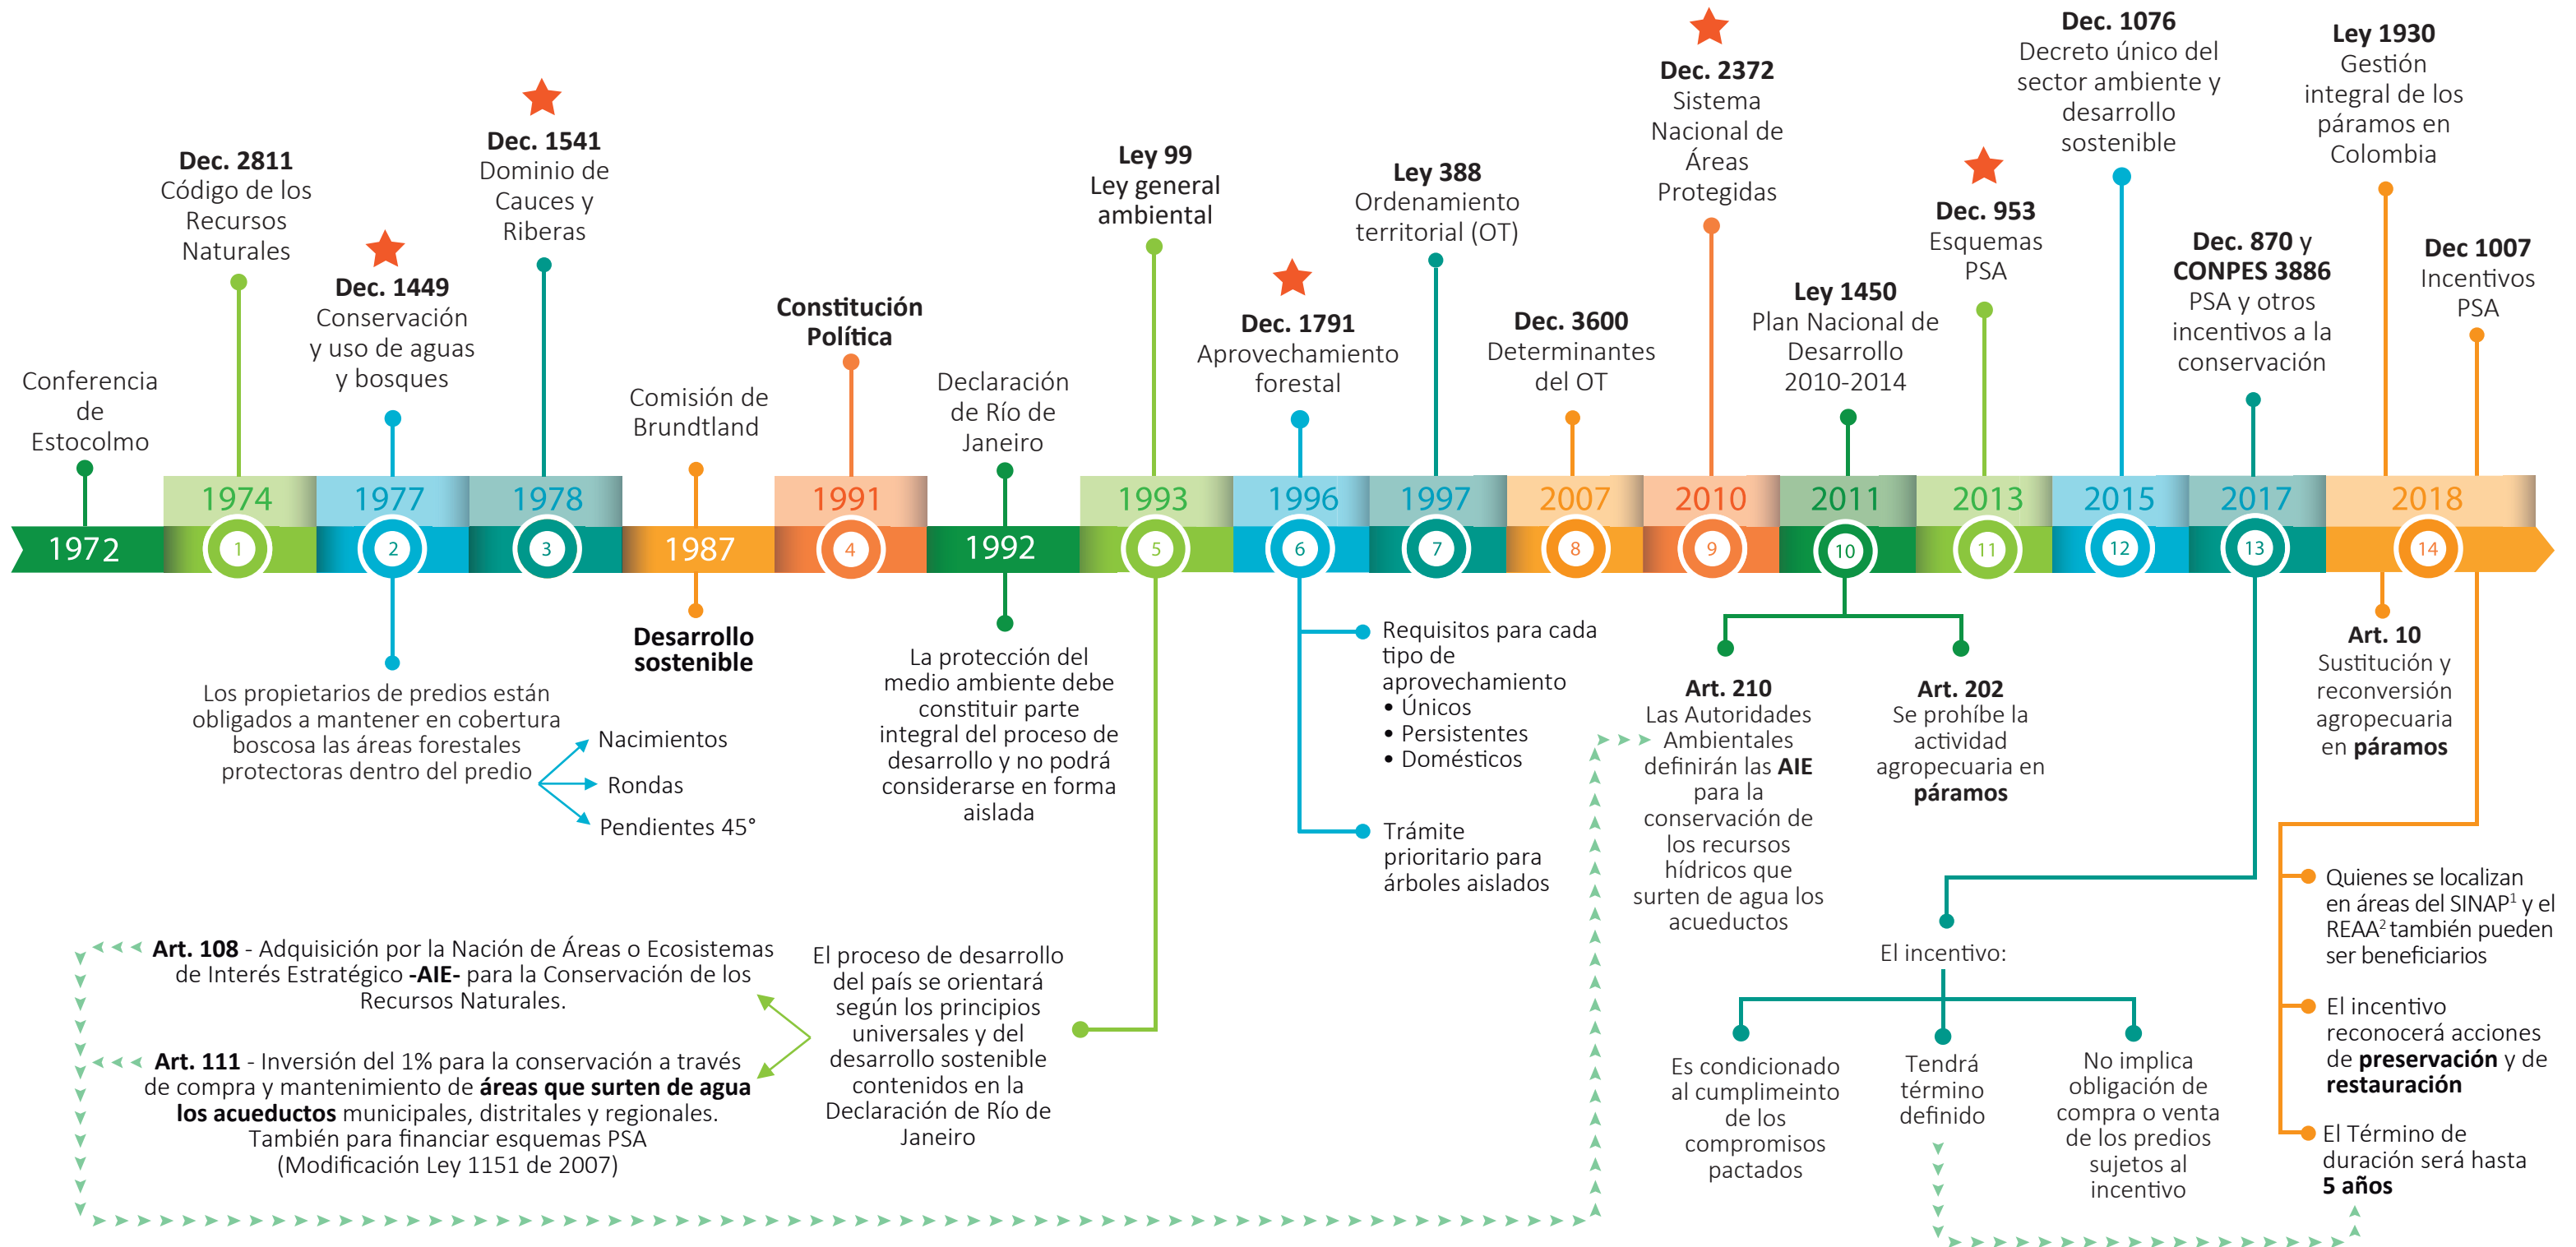 Conferencia
de
Estocolmo
1972
Dec. 2811
Código de los
Recursos
Naturales
1974
1
Dec. 1449
Conservación
y uso de aguas
y bosques
1977
2
Los propietarios de predios están
obligados a mantener en cobertura
boscosa las áreas forestales
protectoras dentro del predio
Nacimientos
Rondas
Pendientes 45°
Dec. 1541
Dominio de
Cauces y
Riberas
1978
3
Comisión de
Brundtland
1987
Desarrollo
sostenible
Constitución
Política
1991
4
Declaración
de Río de
Janeiro
1992
La protección del
medio ambiente debe
constituir parte
integral del proceso de
desarrollo y no podrá
considerarse en forma
aislada
Ley 99
Ley general
ambiental
1993
5
El proceso de desarrollo
del país se orientará
según los principios
universales y del
desarrollo sostenible
contenidos en la
Declaración de Río de
Janeiro
Art. 108 - Adquisición por la Nación de Áreas o Ecosistemas
de Interés Estratégico -AIE- para la Conservación de los
Recursos Naturales.
Art. 111 - Inversión del 1% para la conservación a través
de compra y mantenimiento de áreas que surten de agua
los acueductos municipales, distritales y regionales.
También para financiar esquemas PSA
(Modificación Ley 1151 de 2007)
Dec. 1791
Aprovechamiento
forestal
1996
6
Requisitos para cada
tipo de
aprovechamiento
• Únicos
• Persistentes
• Domésticos
Trámite
prioritario para
árboles aislados
Ley 388
Ordenamiento
territorial (OT)
1997
7
Dec. 3600
Determinantes
del OT
2007
8
Dec. 2372
Sistema
Nacional de
Áreas
Protegidas
2010
9
Ley 1450
Plan Nacional de
Desarrollo
2010-2014
2011
10
Art. 210
Las Autoridades
Ambientales
definirán las AIE
para la
conservación de
los recursos
hídricos que
surten de agua los
acueductos
Art. 202
Se prohíbe la
actividad
agropecuaria en
páramos
Dec. 953
Esquemas
PSA
2013
11
Dec. 1076
Decreto único del
sector ambiente y
desarrollo
sostenible
2015
12
Dec. 870 y
CONPES 3886
PSA y otros
incentivos a la
conservación
2017
13
El incentivo:
Es condicionado
al cumplimeinto
de los
compromisos
pactados
Tendrá
término
definido
No implica
obligación de
compra o venta
de los predios
sujetos al
incentivo
Ley 1930
Gestión
integral de los
páramos en
Colombia
Dec 1007
Incentivos
PSA
2018
14
Art. 10
Sustitución y
reconversión
agropecuaria
en páramos
Quienes se localizan
en áreas del SINAP¹ y el
REAA² también pueden
ser beneficiarios
El incentivo
reconocerá acciones
de preservación y de
restauración
El Término de
duración será hasta
5 años